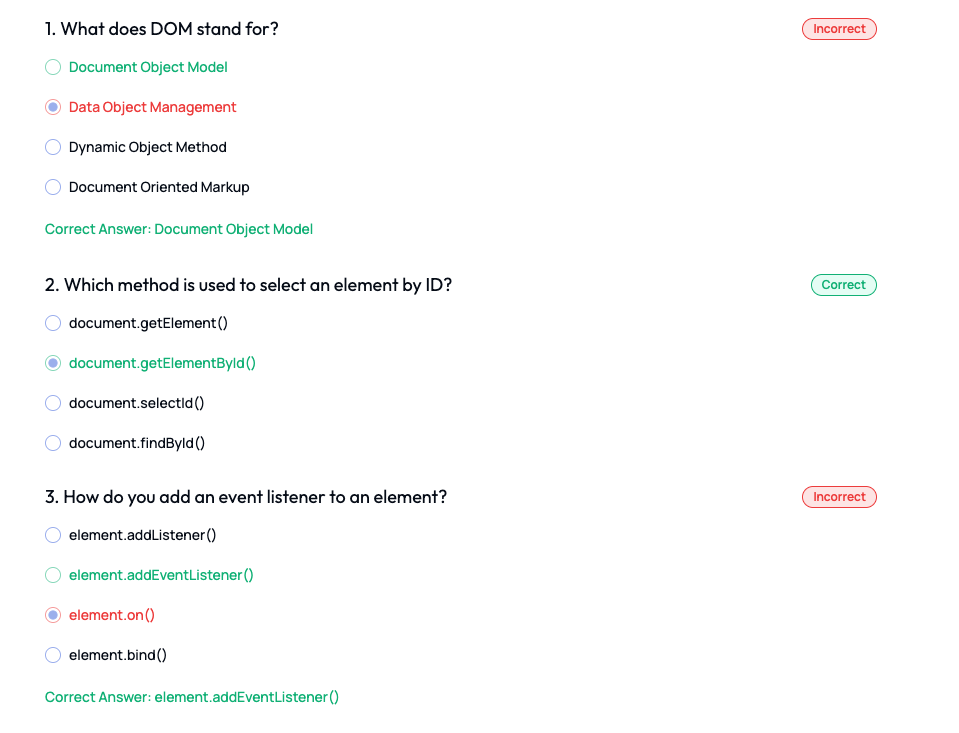 1. What does DOM stand for? Incorrect
Document Object Model
Data Object Management
Dynamic Object Method
Document Oriented Markup
Correct Answer: Document Object Model
2. Which method is used to select an element by ID? Correct
document.getElement()
document.getElementById()
document.selectId()
document.findById()
3. How do you add an event listener to an element? Incorrect
element.addListener()
element.addEventListener()
element.on()
element.bind()
Correct Answer: element.addEventListener()